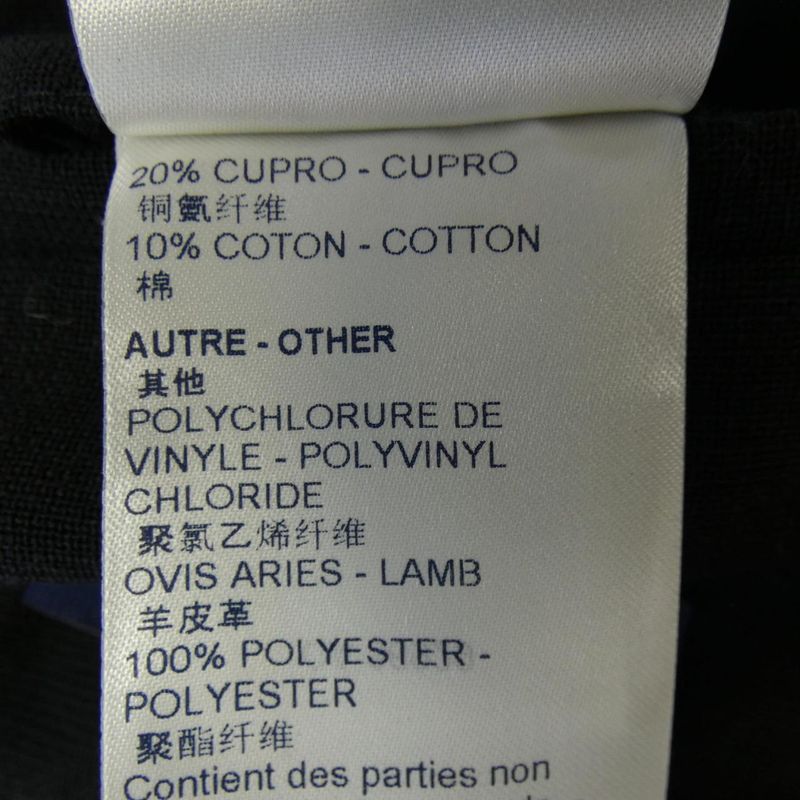 20% CUPRO - CUPRO
铜氨纤维
10% COTON - COTTON
棉
AUTRE - OTHER
其他
POLYCHLORURE DE
VINYLE - POLYVINYL
CHLORIDE
聚氯乙烯纤维
OVIS ARIES - LAMB
羊皮革
100% POLYESTER -
POLYESTER
聚酯纤维
Contient des parties non